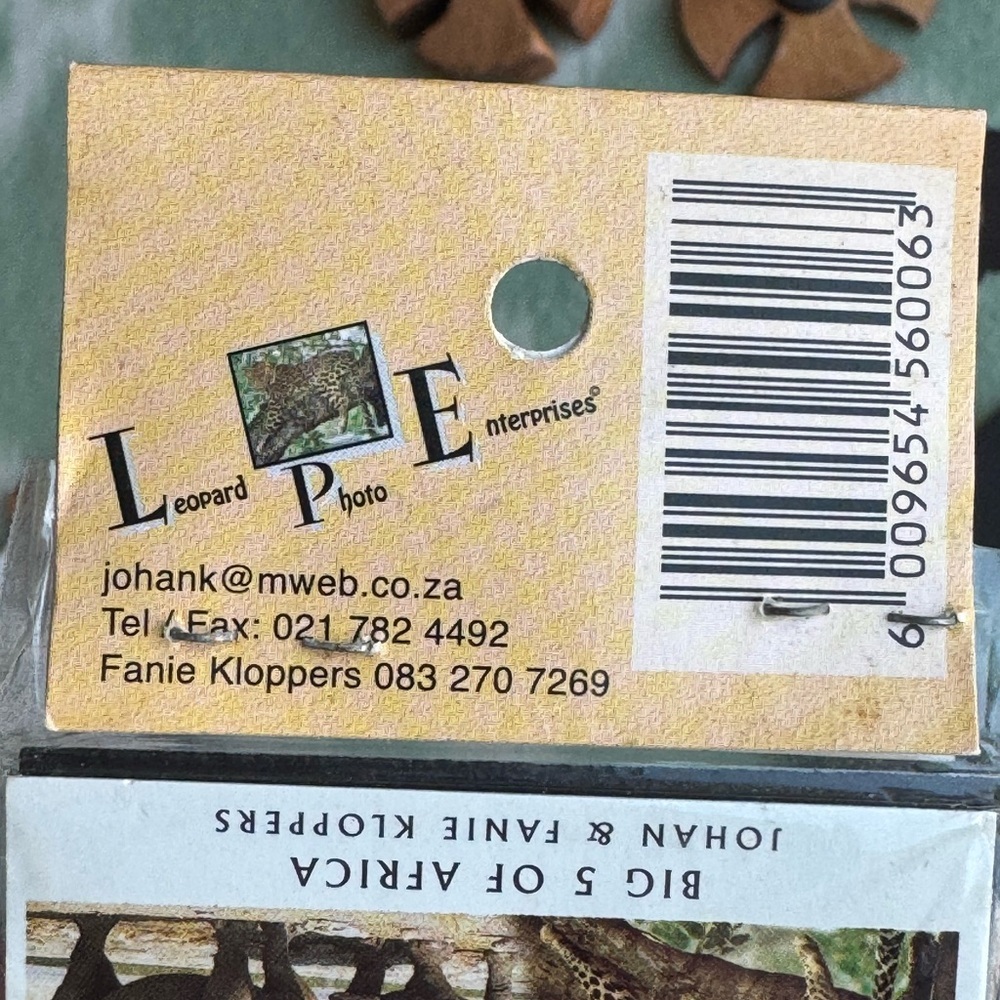 Leopard Photo Enterprises©
johank@mweb.co.za
Tel / Fax: 021 782 4492
Fanie Kloppers 083 270 7269
6 009654 560063
BIG 5 OF AFRICA
JOHAN & FANIE KLOPPERS